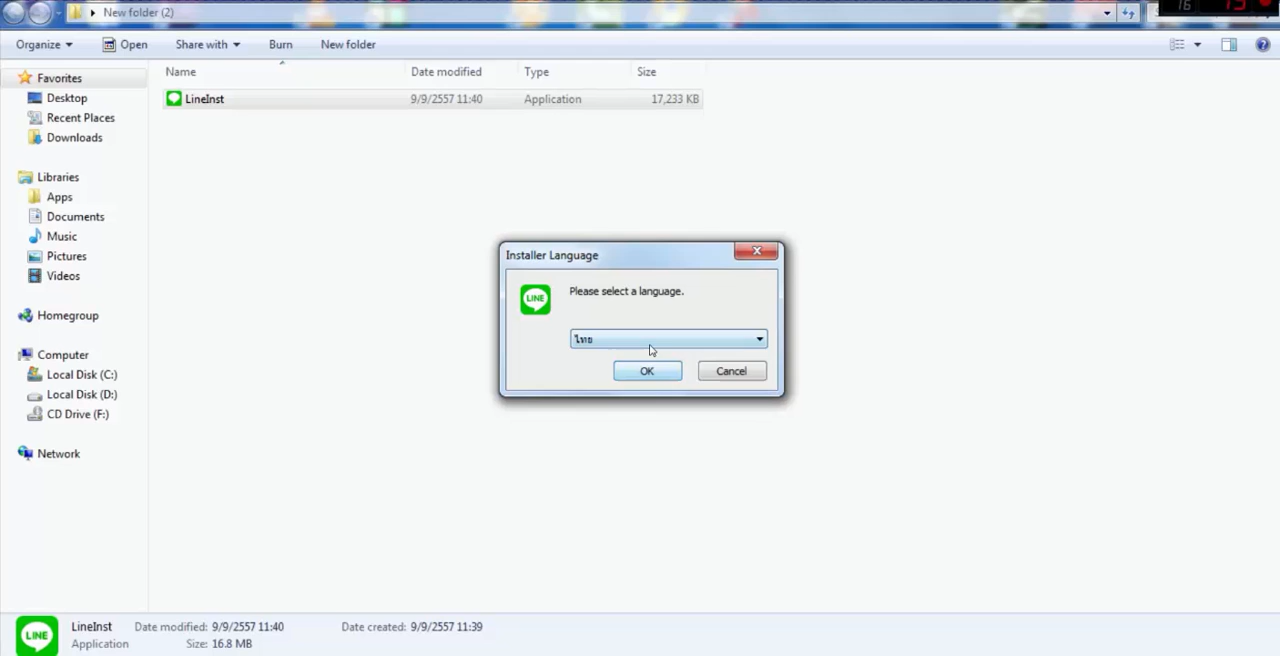 New folder (2)
16 15
Organize Open Share with Burn New folder
Name Date modified Type Size
LineInst 9/9/2557 11:40 Application 17,233 KB
Favorites
Desktop
Recent Places
Downloads
Libraries
Apps
Documents
Music
Pictures
Videos
Homegroup
Computer
Local Disk (C:)
Local Disk (D:)
CD Drive (F:)
Network
Installer Language
LINE
Please select a language.
ไทย
OK Cancel
LINE
LineInst Date modified: 9/9/2557 11:40 Date created: 9/9/2557 11:39
Application Size: 16.8 MB